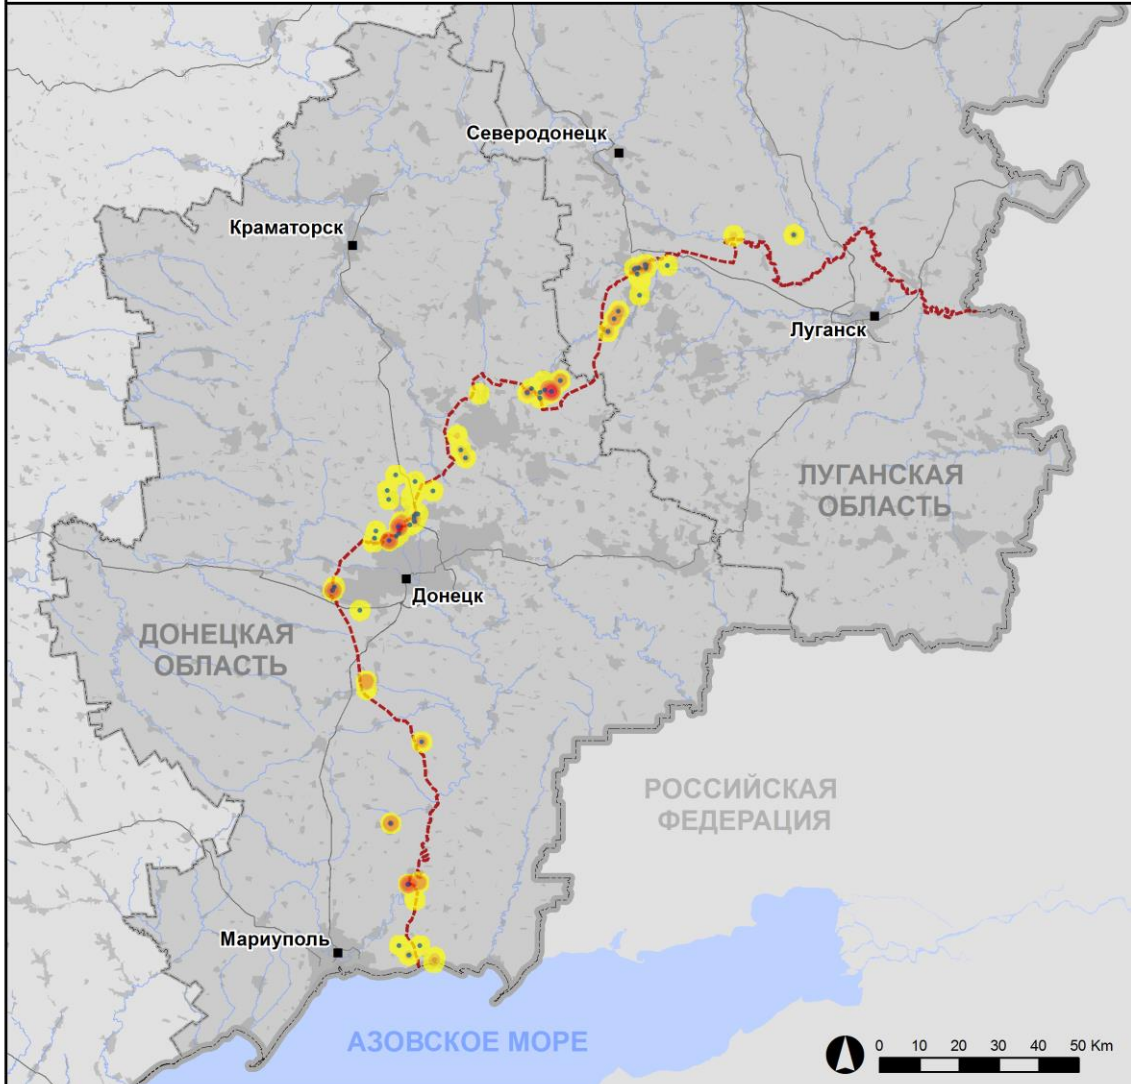 Северодонецк
Краматорск
Луганск
ЛУГАНСКАЯ
ОБЛАСТЬ
Донецк
ДОНЕЦКАЯ
ОБЛАСТЬ
РОССИЙСКАЯ
ФЕДЕРАЦИЯ
Мариуполь
АЗОВСКОЕ МОРЕ
0 10 20 30 40 50 Km